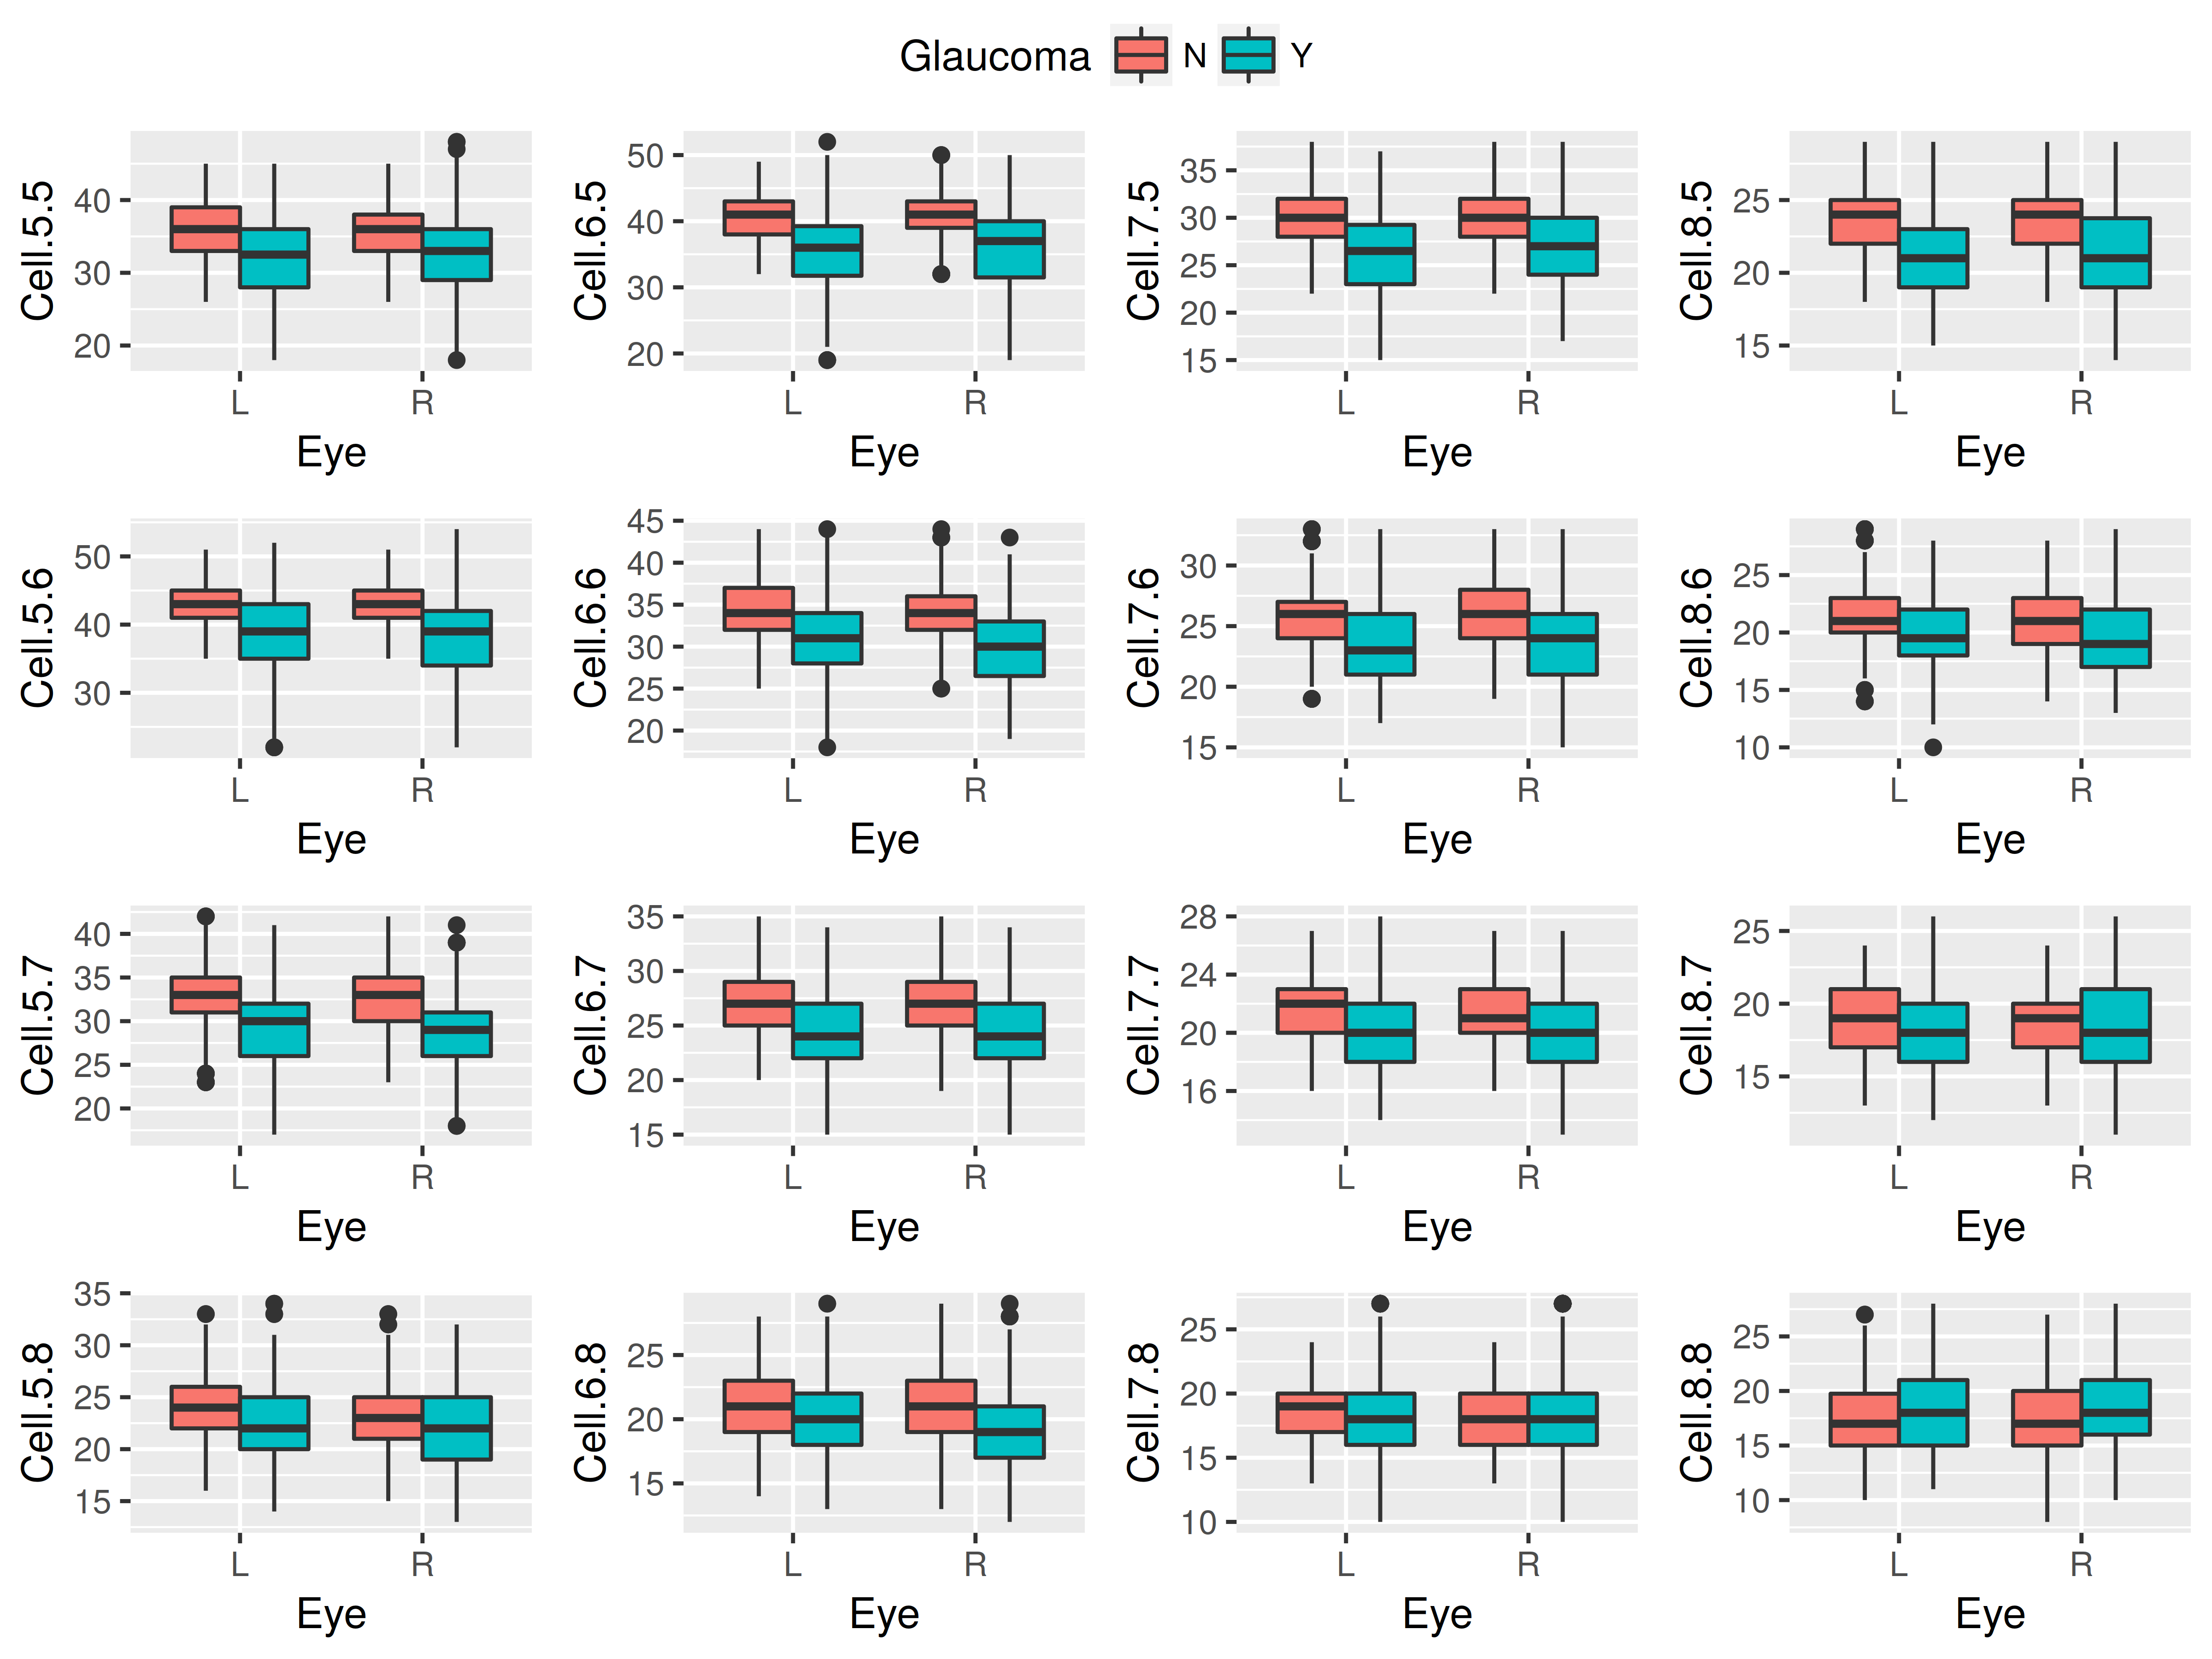 Glaucoma N Y
Cell.5.5
40
30
20
L R
Eye
Cell.6.5
50
40
30
20
L R
Eye
Cell.7.5
35
30
25
20
15
L R
Eye
Cell.8.5
25
20
15
L R
Eye
Cell.5.6
50
40
30
L R
Eye
Cell.6.6
45
40
35
30
25
20
L R
Eye
Cell.7.6
30
25
20
15
L R
Eye
Cell.8.6
25
20
15
10
L R
Eye
Cell.5.7
40
35
30
25
20
L R
Eye
Cell.6.7
35
30
25
20
15
L R
Eye
Cell.7.7
28
24
20
16
L R
Eye
Cell.8.7
25
20
15
L R
Eye
Cell.5.8
35
30
25
20
15
L R
Eye
Cell.6.8
25
20
15
L R
Eye
Cell.7.8
25
20
15
10
L R
Eye
Cell.8.8
25
20
15
10
L R
Eye